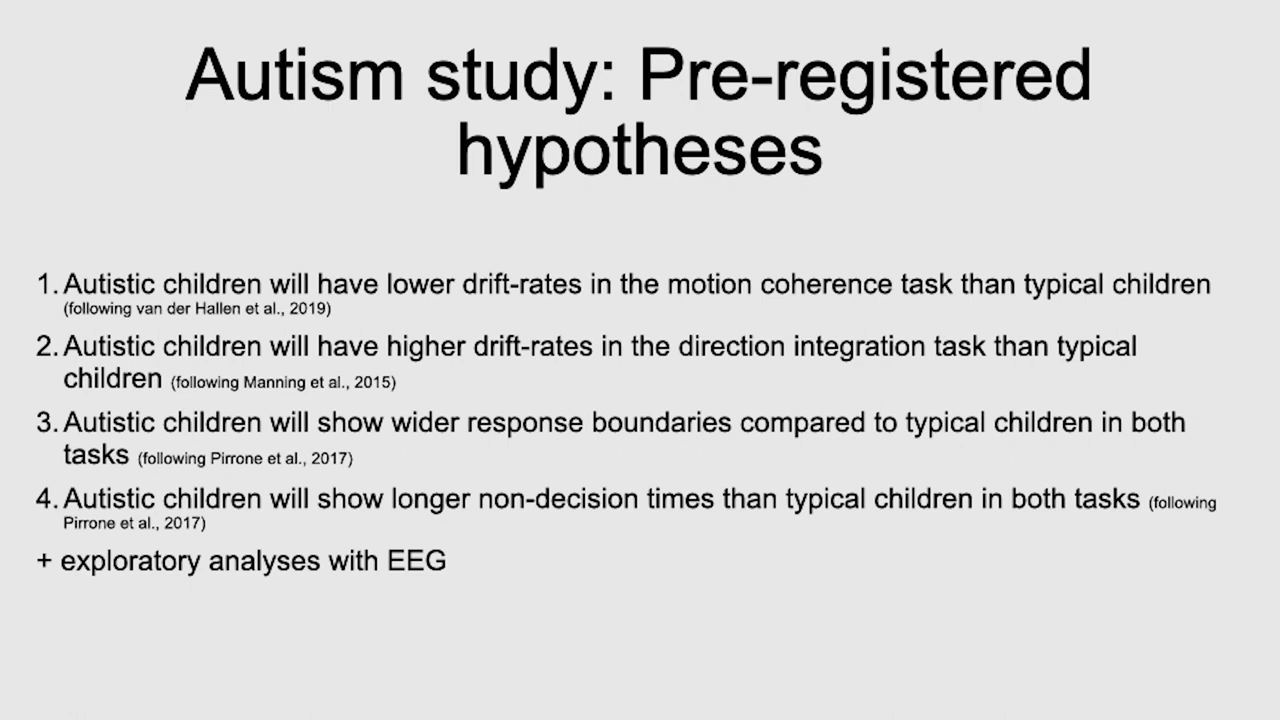 Autism study: Pre-registered
hypotheses
1. Autistic children will have lower drift-rates in the motion coherence task than typical children
(following van der Hallen et al., 2019)
2. Autistic children will have higher drift-rates in the direction integration task than typical
children (following Manning et al., 2015)
3. Autistic children will show wider response boundaries compared to typical children in both
tasks (following Pirrone et al., 2017)
4. Autistic children will show longer non-decision times than typical children in both tasks (following
Pirrone et al., 2017)
+ exploratory analyses with EEG